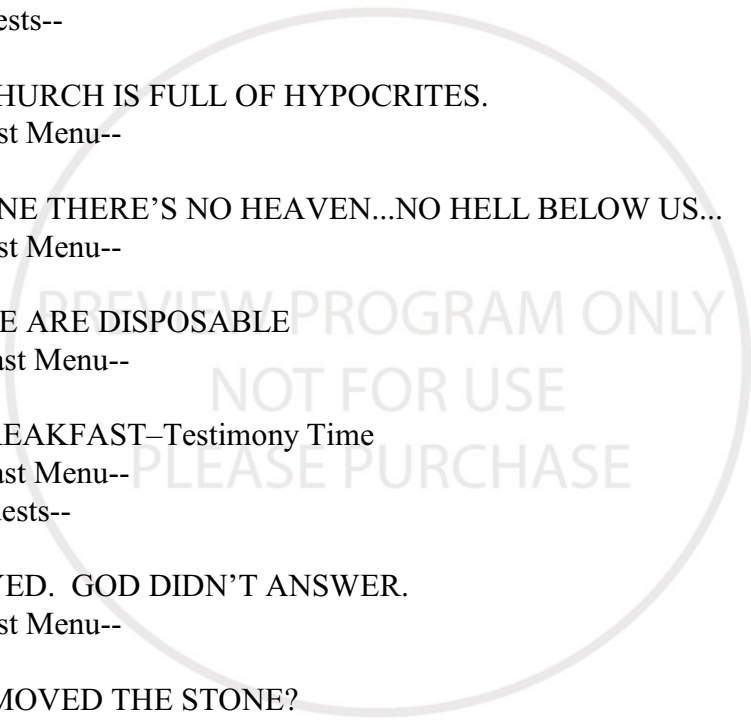 ests--
HURCH IS FULL OF HYPOCRITES.
st Menu--
NE THERE’S NO HEAVEN...NO HELL BELOW US...
st Menu--
E ARE DISPOSABLE
PREVIEW PROGRAM ONLY
ast Menu--
NOT FOR USE
REAKFAST–Testimony Time
ast Menu--
PLEASE PURCHASE
ests--
YED.  GOD DIDN’T ANSWER.
st Menu--
MOVED THE STONE?